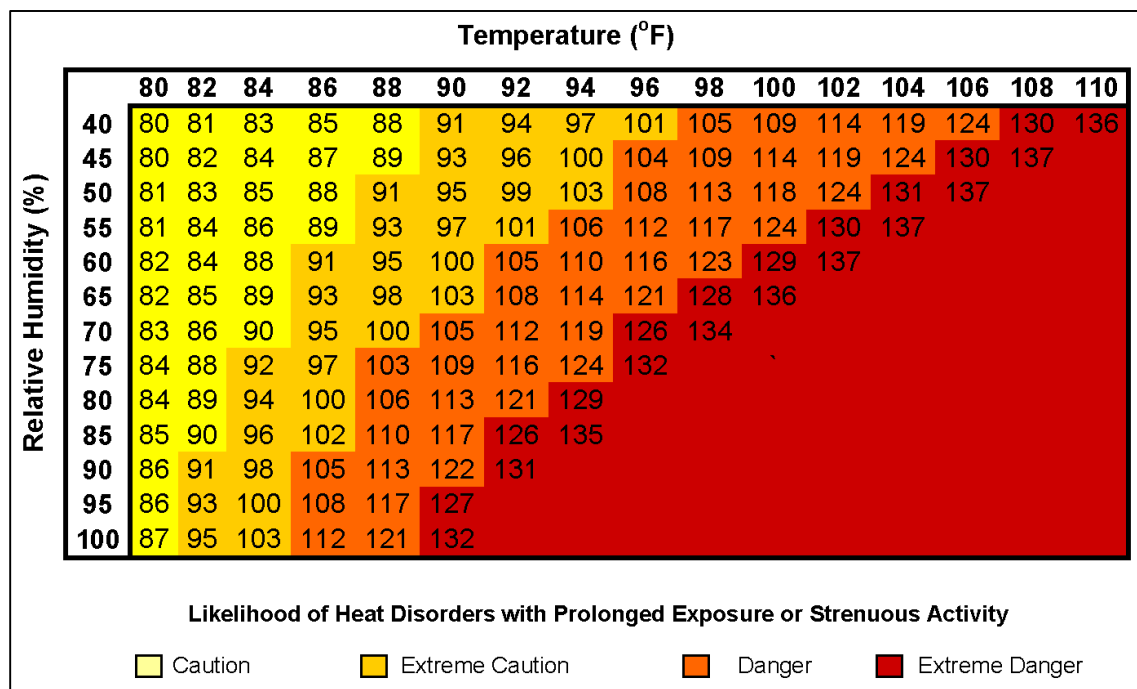 Temperature (°F)
80 82 84 86 88 90 92 94 96 98 100 102 104 106 108 110
Relative Humidity (%)
40 80 81 83 85 88 91 94 97 101 105 109 114 119 124 130 136
45 80 82 84 87 89 93 96 100 104 109 114 119 124 130 137
50 81 83 85 88 91 95 99 103 108 113 118 124 131 137
55 81 84 86 89 93 97 101 106 112 117 124 130 137
60 82 84 88 91 95 100 105 110 116 123 129 137
65 82 85 89 93 98 103 108 114 121 128 136
70 83 86 90 95 100 105 112 119 126 134
75 84 88 92 97 103 109 116 124 132 `
80 84 89 94 100 106 113 121 129
85 85 90 96 102 110 117 126 135
90 86 91 98 105 113 122 131
95 86 93 100 108 117 127
100 87 95 103 112 121 132
Likelihood of Heat Disorders with Prolonged Exposure or Strenuous Activity
Caution Extreme Caution Danger Extreme Danger